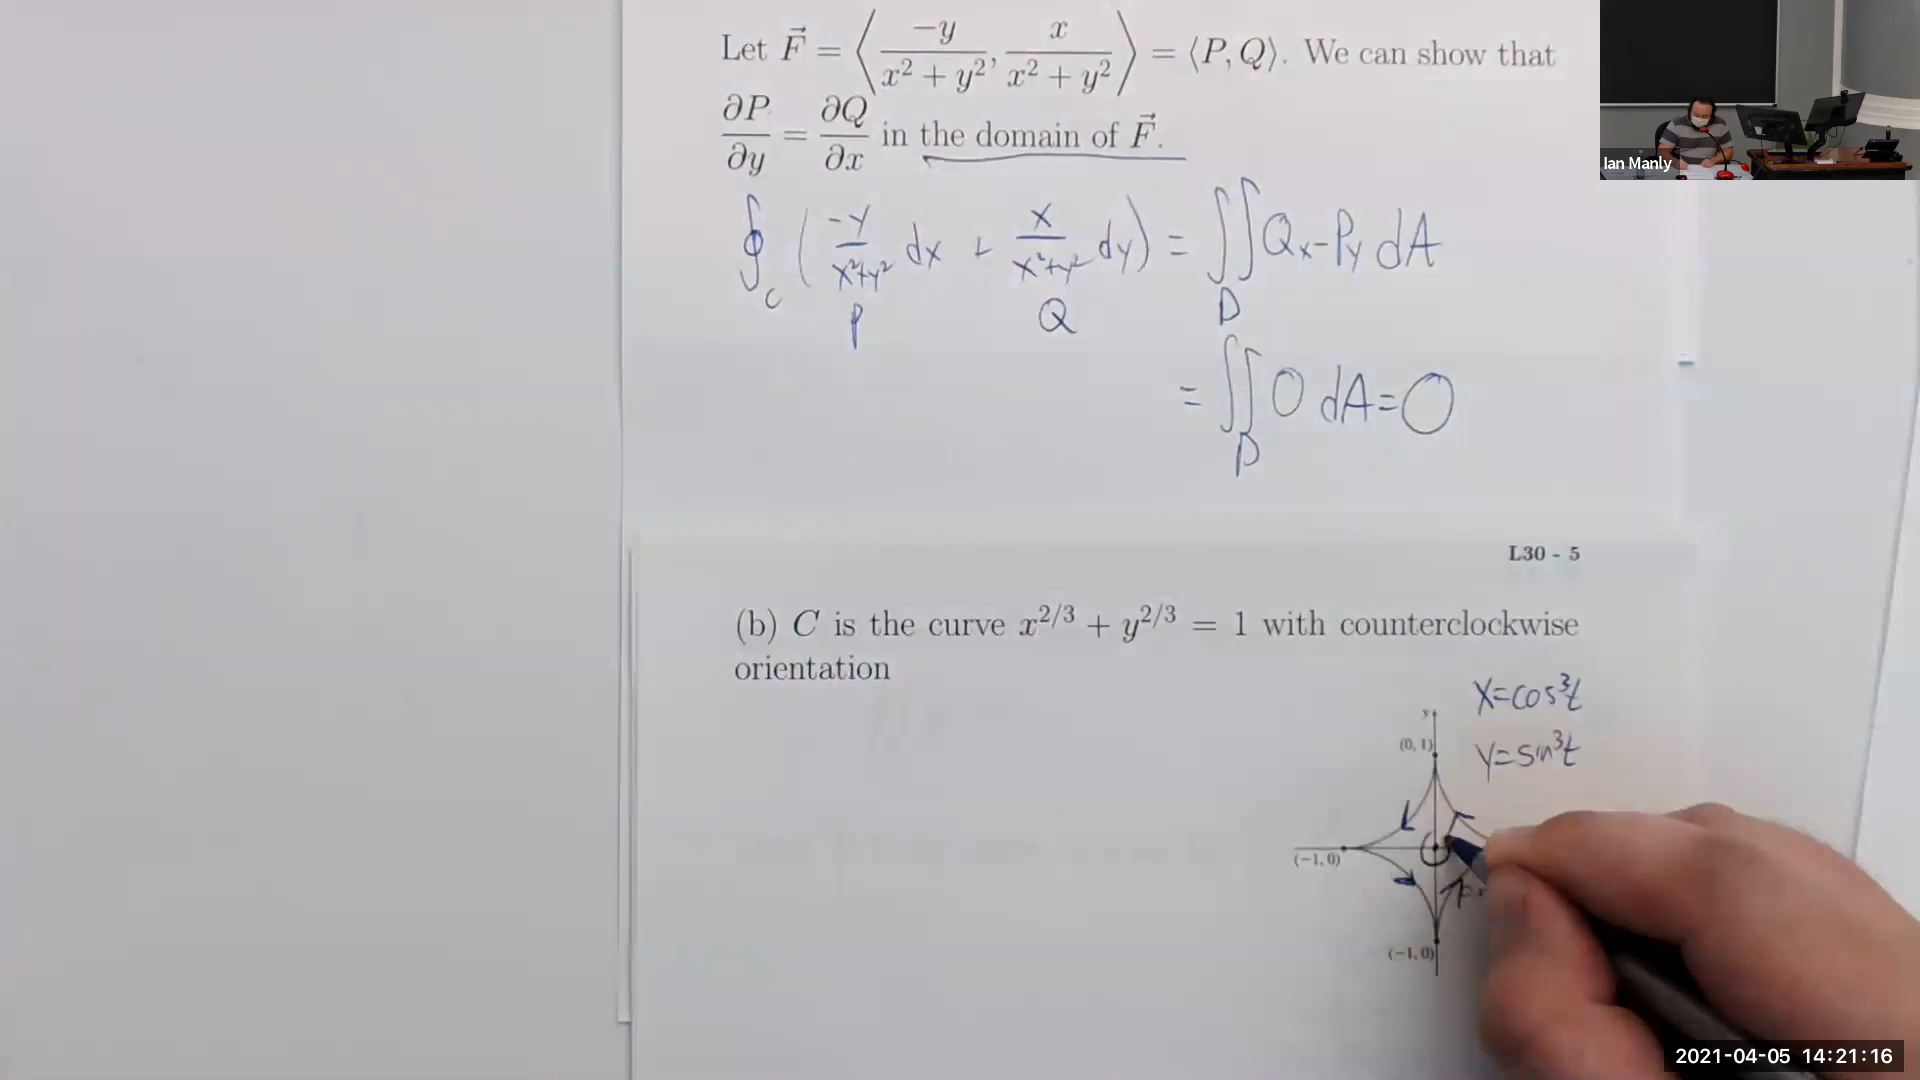 Let F⃗ = ⟨ -y / (x² + y²), x / (x² + y²) ⟩ = ⟨P, Q⟩. We can show that
∂P/∂y = ∂Q/∂x in the domain of F⃗.
∮_C ( -y/(x²+y²) dx + x/(x²+y²) dy ) = ∬_D Qx - Py dA
P Q
= ∬_D 0 dA = 0
L30 - 5
(b) C is the curve x^{2/3} + y^{2/3} = 1 with counterclockwise
orientation
x = cos³t
y = sin³t
y
(0, 1)
(-1, 0)
x
(-1, 0)
Ian Manly
2021-04-05 14:21:16